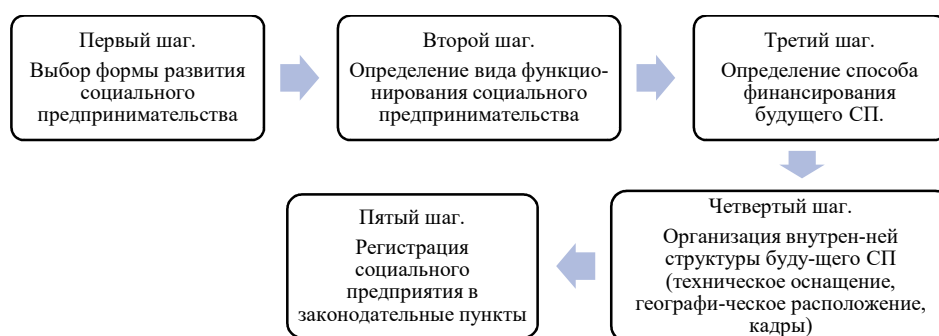 Первый шаг.
Выбор формы развития
социального
предпринимательства
Второй шаг.
Определение вида функцио-
нирования социального
предпринимательства
Третий шаг.
Определение способа
финансирования
будущего СП.
Четвертый шаг.
Организация внутрен-ней
структуры буду-щего СП
(техническое оснащение,
географи-ческое расположение,
кадры)
Пятый шаг.
Регистрация
социального
предприятия в
законодательные пункты